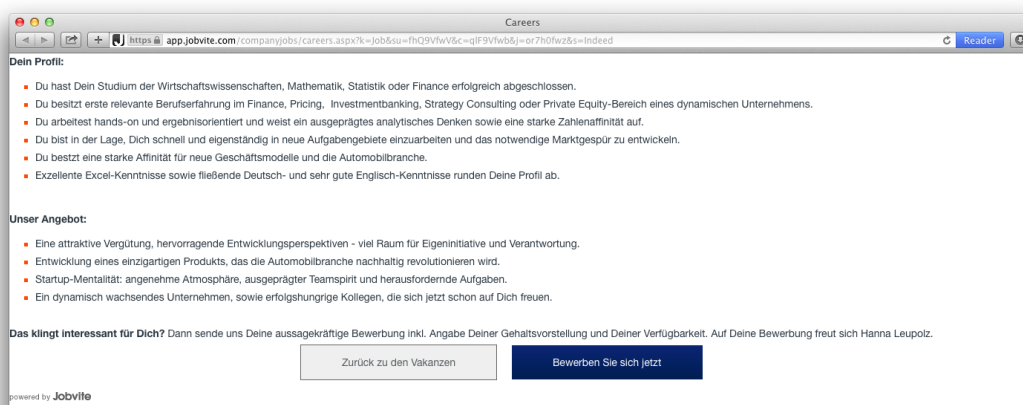 Careers
https app.jobvite.com/companyjobs/careers.aspx?k=Job&su=fhQ9VfwV&c=qlF9Vfwb&j=or7h0fwz&s=Indeed
Reader
Dein Profil:
Du hast Dein Studium der Wirtschaftswissenschaften, Mathematik, Statistik oder Finance erfolgreich abgeschlossen.
Du besitzt erste relevante Berufserfahrung im Finance, Pricing, Investmentbanking, Strategy Consulting oder Private Equity-Bereich eines dynamischen Unternehmens.
Du arbeitest hands-on und ergebnisorientiert und weist ein ausgeprägtes analytisches Denken sowie eine starke Zahlenaffinität auf.
Du bist in der Lage, Dich schnell und eigenständig in neue Aufgabengebiete einzuarbeiten und das notwendige Marktgespür zu entwickeln.
Du bestzt eine starke Affinität für neue Geschäftsmodelle und die Automobilbranche.
Exzellente Excel-Kenntnisse sowie fließende Deutsch- und sehr gute Englisch-Kenntnisse runden Deine Profil ab.
Unser Angebot:
Eine attraktive Vergütung, hervorragende Entwicklungsperspektiven - viel Raum für Eigeninitiative und Verantwortung.
Entwicklung eines einzigartigen Produkts, das die Automobilbranche nachhaltig revolutionieren wird.
Startup-Mentalität: angenehme Atmosphäre, ausgeprägter Teamspirit und herausfordernde Aufgaben.
Ein dynamisch wachsendes Unternehmen, sowie erfolgshungrige Kollegen, die sich jetzt schon auf Dich freuen.
Das klingt interessant für Dich? Dann sende uns Deine aussagekräftige Bewerbung inkl. Angabe Deiner Gehaltsvorstellung und Deiner Verfügbarkeit. Auf Deine Bewerbung freut sich Hanna Leupolz.
Zurück zu den Vakanzen
Bewerben Sie sich jetzt
powered by Jobvite